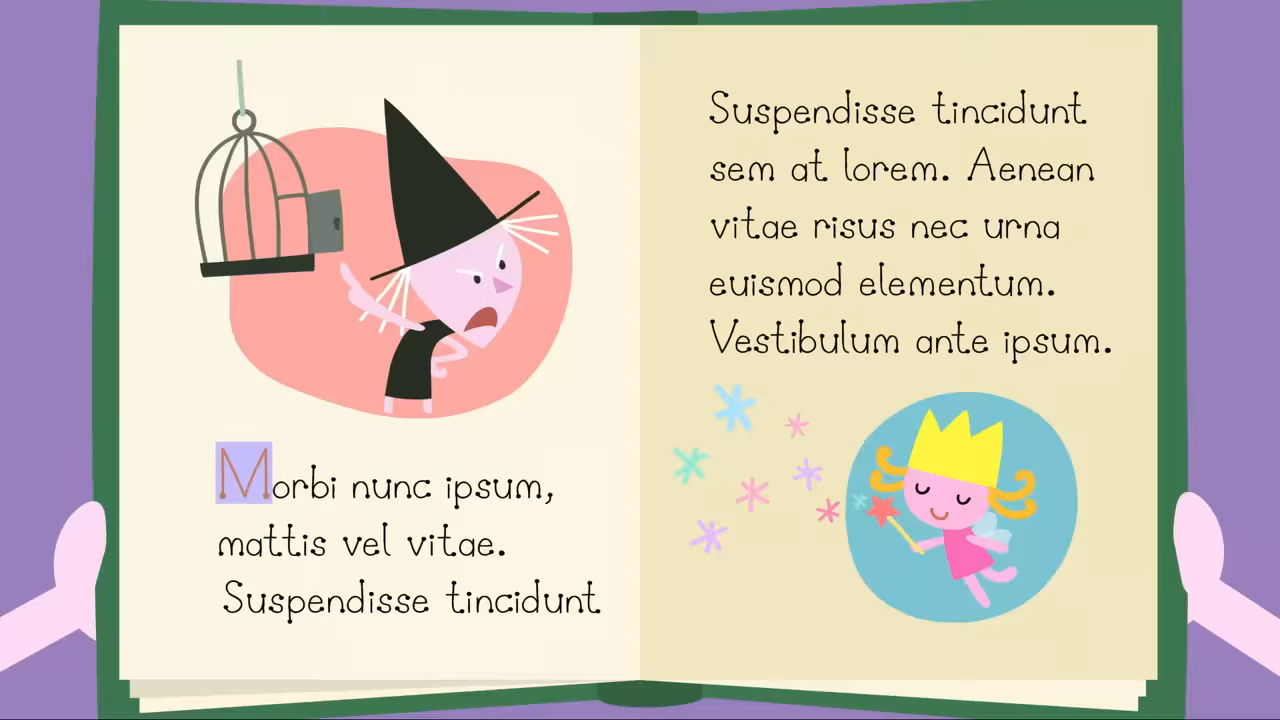 Morbi nunc ipsum,
mattis vel vitae.
Suspendisse tincidunt
Suspendisse tincidunt
sem at lorem. Aenean
vitae risus nec urna
euismod elementum.
Vestibulum ante ipsum.